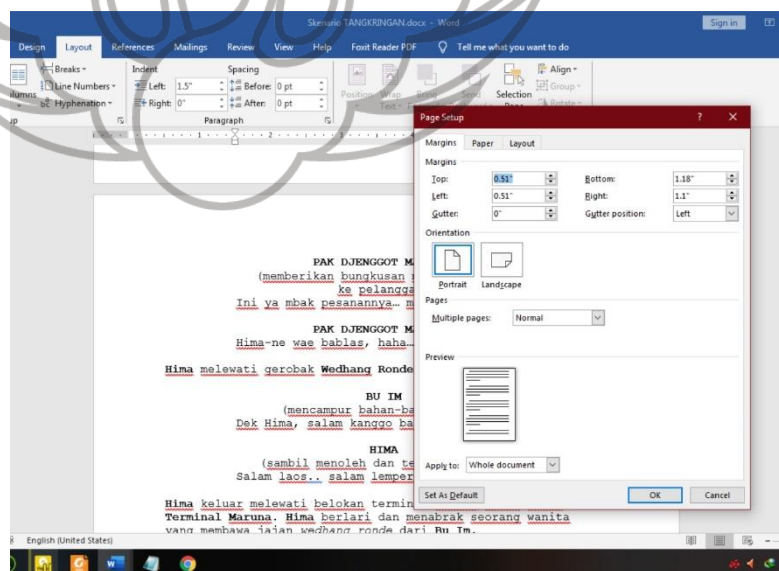 Skenario TANGKRINGAN.docx - Word
Sign in
Design Layout References Mailings Review View Help Foxit Reader PDF Tell me what you want to do
Breaks
Line Numbers
Hyphenation
Indent
Left: 1.5"
Right: 0"
Spacing
Before: 0 pt
After: 0 pt
Paragraph
Position
Wrap
Text
Bring
Send
Selection
Align
Group
Rotate
Page Setup ? ×
Margins Paper Layout
Margins
Top: 0.51" Bottom: 1.18"
Left: 0.51" Right: 1.1"
Gutter: 0" Gutter position: Left
Orientation
Portrait Landscape
Pages
Multiple pages: Normal
Preview
Apply to: Whole document
Set As Default OK Cancel
PAK DJENGGOT
(memberikan bungkusan
ke
Ini ya mbak pesanannya…
PAK DJENGGOT
Hima-ne wae bablas, haha…
Hima melewati gerobak Wedhang Ronde
BU IM
(mencampur
Dek Hima, salam kanggo
HIMA
(sambil menoleh dan
Salam laos.. salam lemper
Hima keluar melewati belokan
Terminal Maruna. Hima berlari dan menabrak seorang wanita
yang membawa jajan wedhang ronde dari Bu Im.
English (United States)